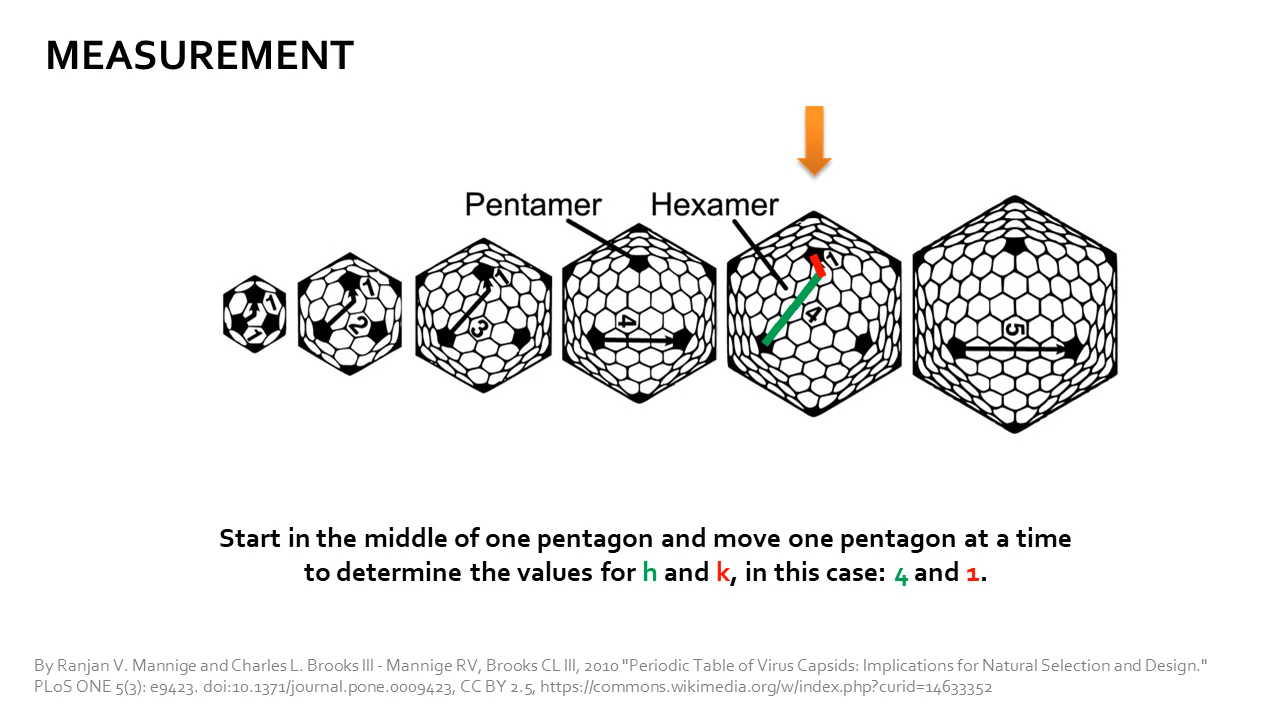 MEASUREMENT
Pentamer Hexamer
1
1
1
2
1
3
4
1
4
5
Start in the middle of one pentagon and move one pentagon at a time
to determine the values for h and k, in this case: 4 and 1.
By Ranjan V. Mannige and Charles L. Brooks III - Mannige RV, Brooks CL III, 2010 "Periodic Table of Virus Capsids: Implications for Natural Selection and Design."
PLoS ONE 5(3): e9423. doi:10.1371/journal.pone.0009423, CC BY 2.5, https://commons.wikimedia.org/w/index.php?curid=14633352